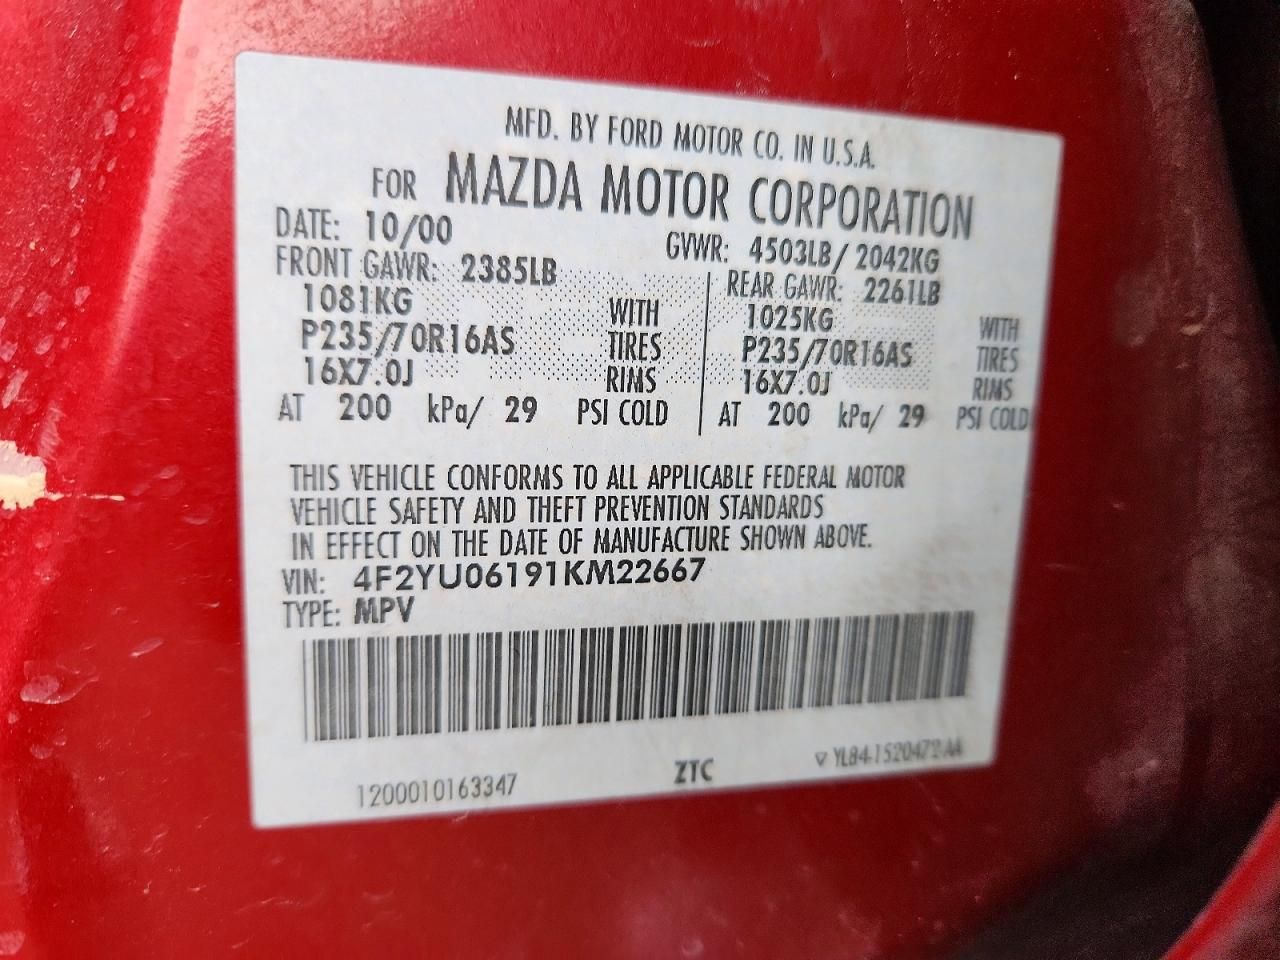 MFD. BY FORD MOTOR CO. IN U.S.A.
FOR MAZDA MOTOR CORPORATION
DATE: 10/00 GVWR: 4503LB/ 2042KG
FRONT GAWR: 2385LB REAR GAWR: 2261LB
1081KG WITH 1025KG WITH
P235/70R16AS TIRES P235/70R16AS TIRES
16X7.0J RIMS 16X7.0J RIMS
AT 200 kPa/ 29 PSI COLD AT 200 kPa/ 29 PSI COLD
THIS VEHICLE CONFORMS TO ALL APPLICABLE FEDERAL MOTOR
VEHICLE SAFETY AND THEFT PREVENTION STANDARDS
IN EFFECT ON THE DATE OF MANUFACTURE SHOWN ABOVE.
VIN: 4F2YU06191KM22667
TYPE: MPV
1200010163347 ZTC ▽ YL84-1520472-AA